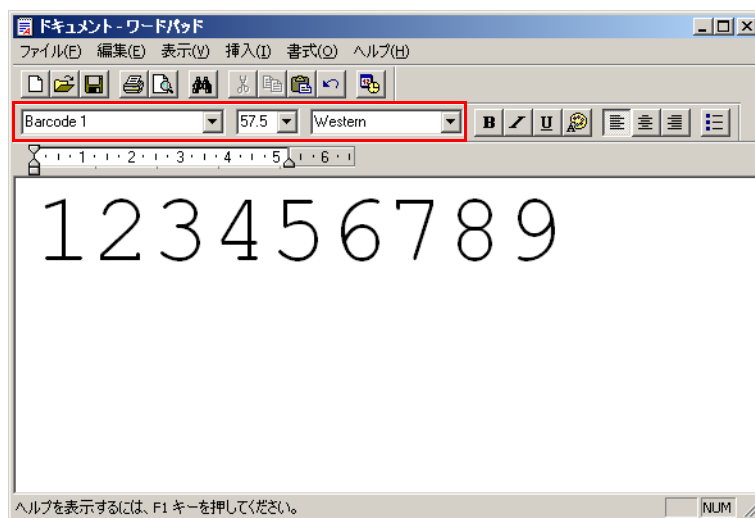 ドキュメント - ワードパッド
ファイル(F) 編集(E) 表示(V) 挿入(I) 書式(O) ヘルプ(H)
Barcode 1 57.5 Western B I U
1 2 3 4 5 6
123456789
ヘルプを表示するには、F1 キーを押してください。 NUM